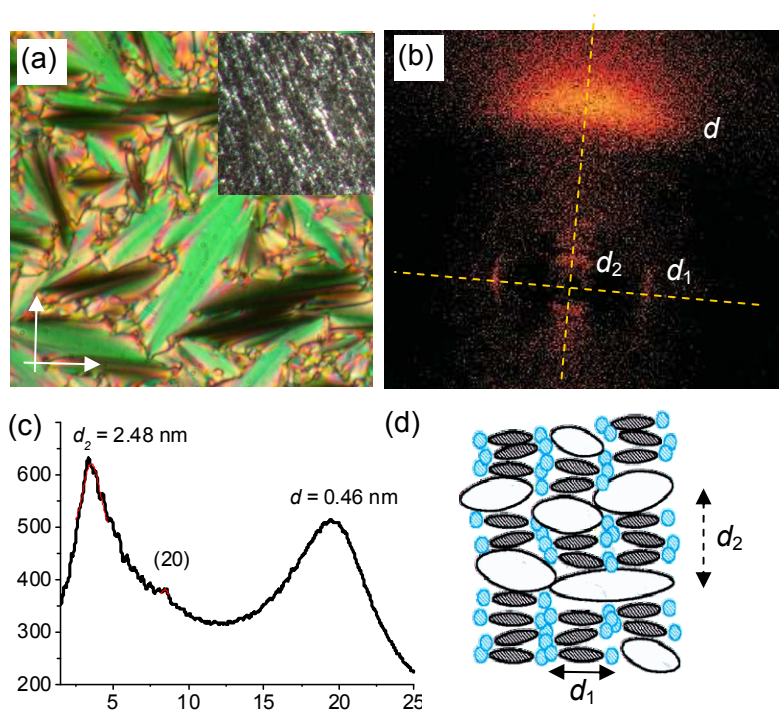 (a)
(b)
d
d2
d1
(c)
d2 = 2.48 nm
(20)
d = 0.46 nm
600
500
400
300
200
5
10
15
20
25
(d)
d2
d1